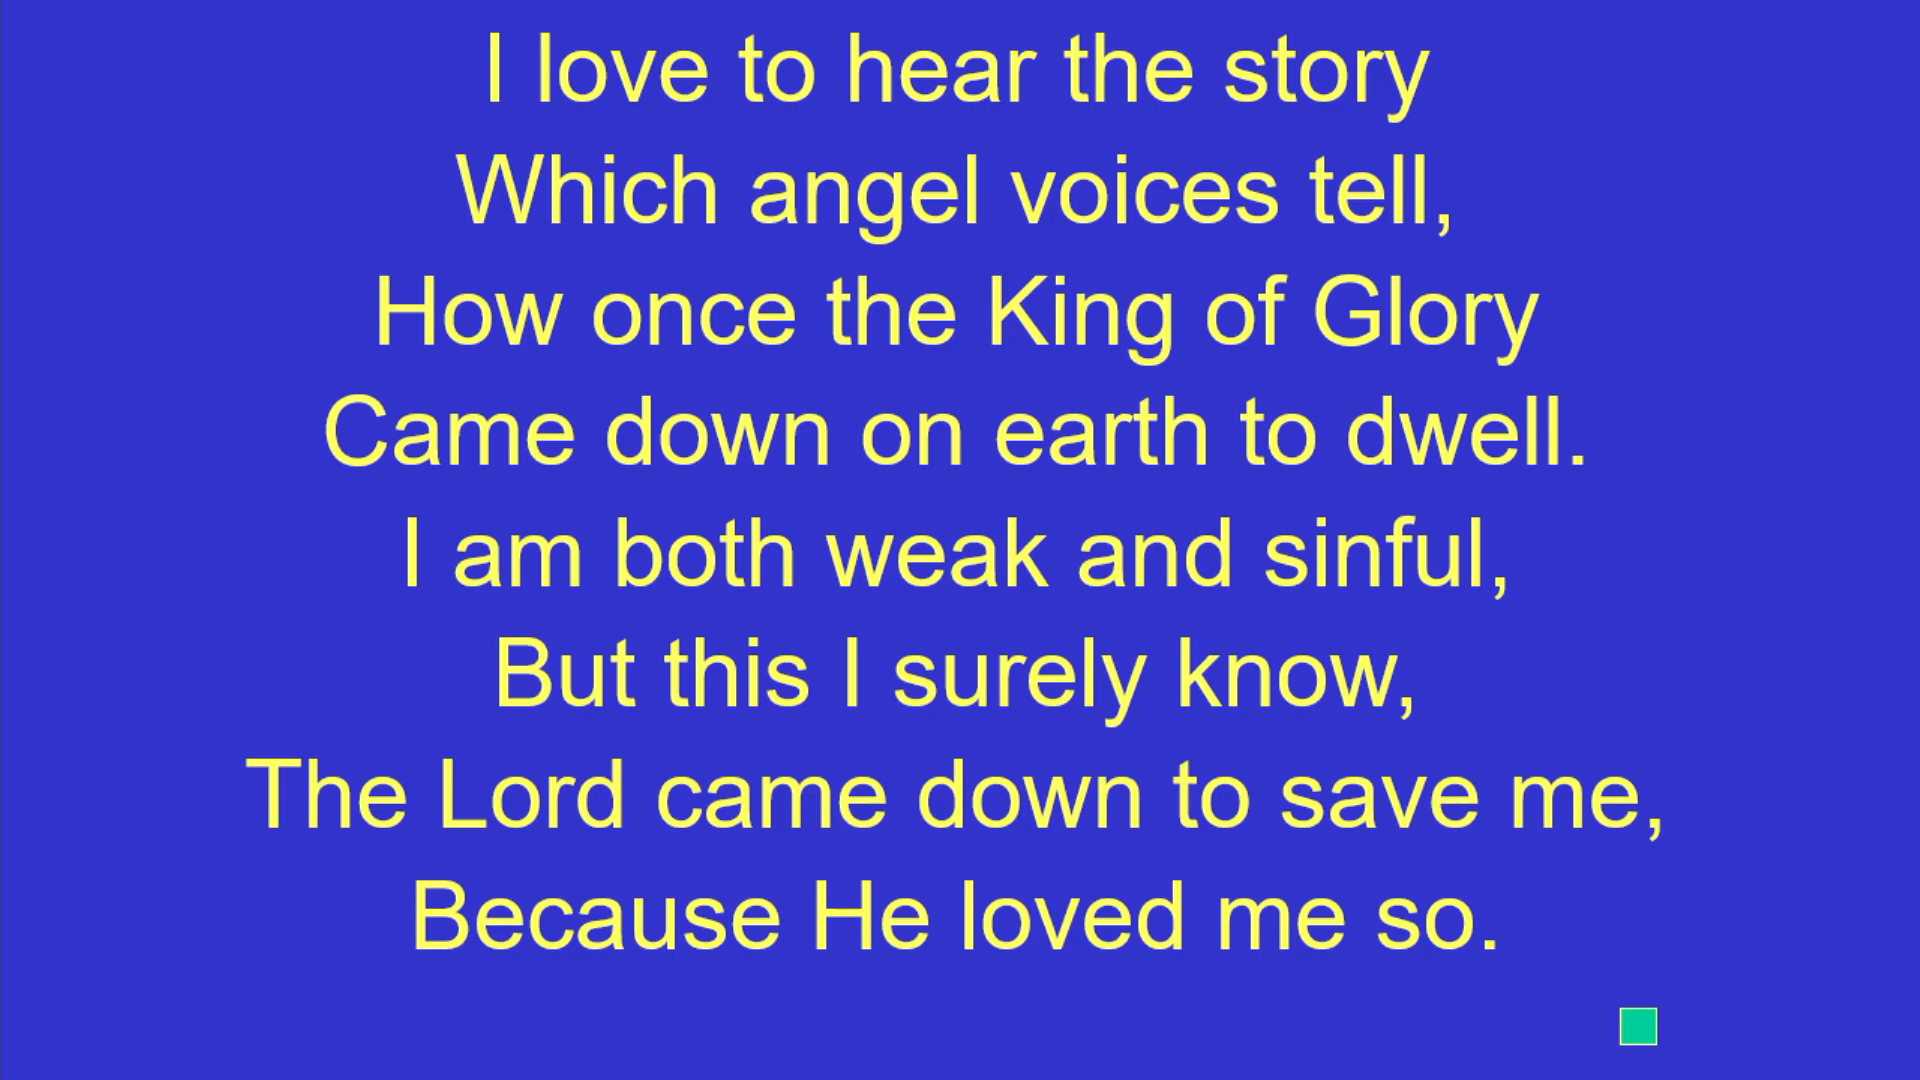 I love to hear the story
Which angel voices tell,
How once the King of Glory
Came down on earth to dwell.
I am both weak and sinful,
But this I surely know,
The Lord came down to save me,
Because He loved me so.